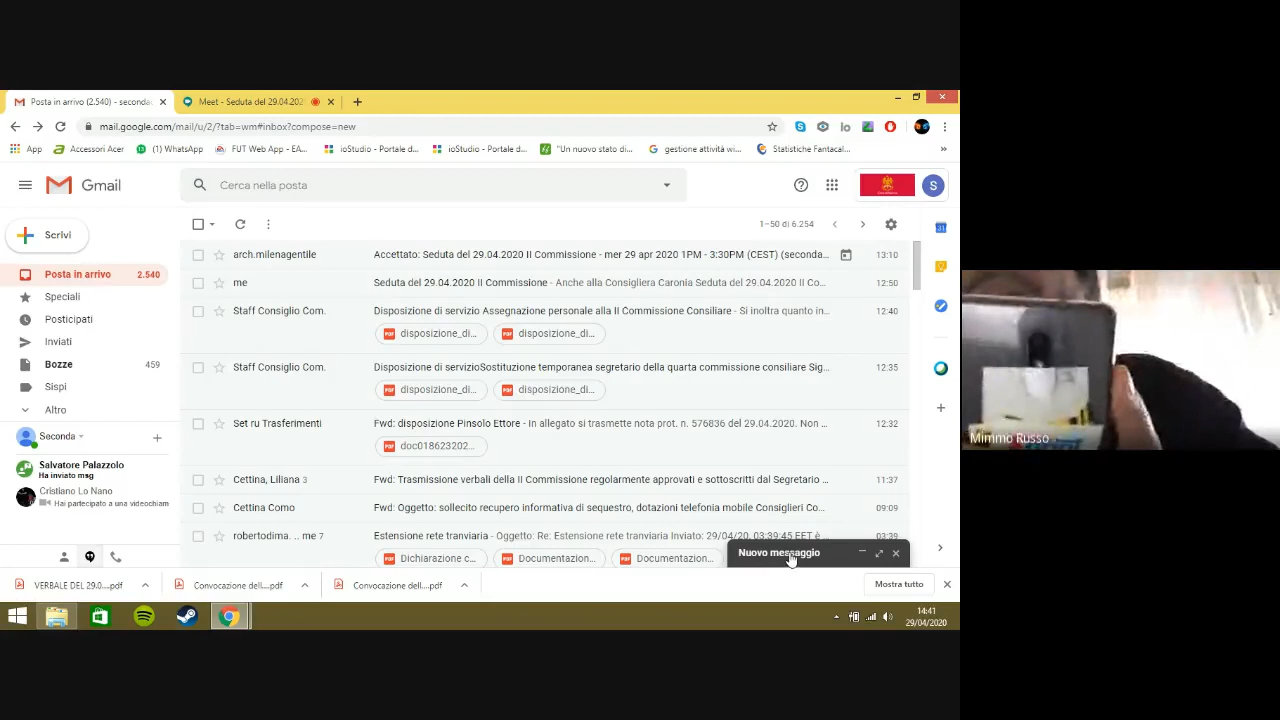 Posta in arrivo (2.540) - seconda
Meet - Seduta del 29.04.202
mail.google.com/mail/u/2/?tab=wm#inbox?compose=new
App
Accessori Acer
(1) WhatsApp
FUT Web App - EA...
ioStudio - Portale d...
ioStudio - Portale d...
"Un nuovo stato di...
gestione attività wi...
Statistiche Fantacal...
Gmail
Cerca nella posta
S
Scrivi
1–50 di 6.254
Posta in arrivo 2.540
Speciali
Posticipati
Inviati
Bozze 459
Sispi
Altro
Seconda
Salvatore Palazzolo
Ha inviato msg
Cristiano Lo Nano
Hai partecipato a una videochiam
arch.milenagentile Accettato: Seduta del 29.04.2020 II Commissione - mer 29 apr 2020 1PM - 3:30PM (CEST) (seconda... 13:10
me Seduta del 29.04.2020 II Commissione - Anche alla Consigliera Caronia Seduta del 29.04.2020 II Co... 12:50
Staff Consiglio Com. Disposizione di servizio Assegnazione personale alla II Commissione Consiliare - Si inoltra quanto in... 12:40
PDF disposizione_di... PDF disposizione_di...
Staff Consiglio Com. Disposizione di servizioSostituzione temporanea segretario della quarta commissione consiliare Sig... 12:35
PDF disposizione_di... PDF disposizione_di...
Set ru Trasferimenti Fwd: disposizione Pinsolo Ettore - In allegato si trasmette nota prot. n. 576836 del 29.04.2020. Non ... 12:32
PDF doc018623202...
Cettina, Liliana 3 Fwd: Trasmissione verbali della II Commissione regolarmente approvati e sottoscritti dal Segretario ... 11:37
Cettina Como Fwd: Oggetto: sollecito recupero informativa di sequestro, dotazioni telefonia mobile Consiglieri Co... 09:09
robertodima. .. me 7 Estensione rete tranviaria - Oggetto: Re: Estensione rete tranviaria Inviato: 29/04/20, 03:39:45 EET è ... 03:39
PDF Dichiarazione c... PDF Documentazion... PDF Documentazion...
Nuovo messaggio
VERBALE DEL 29.0....pdf
Convocazione dell....pdf
Convocazione dell....pdf
Mostra tutto
14:41
29/04/2020
Mimmo Russo